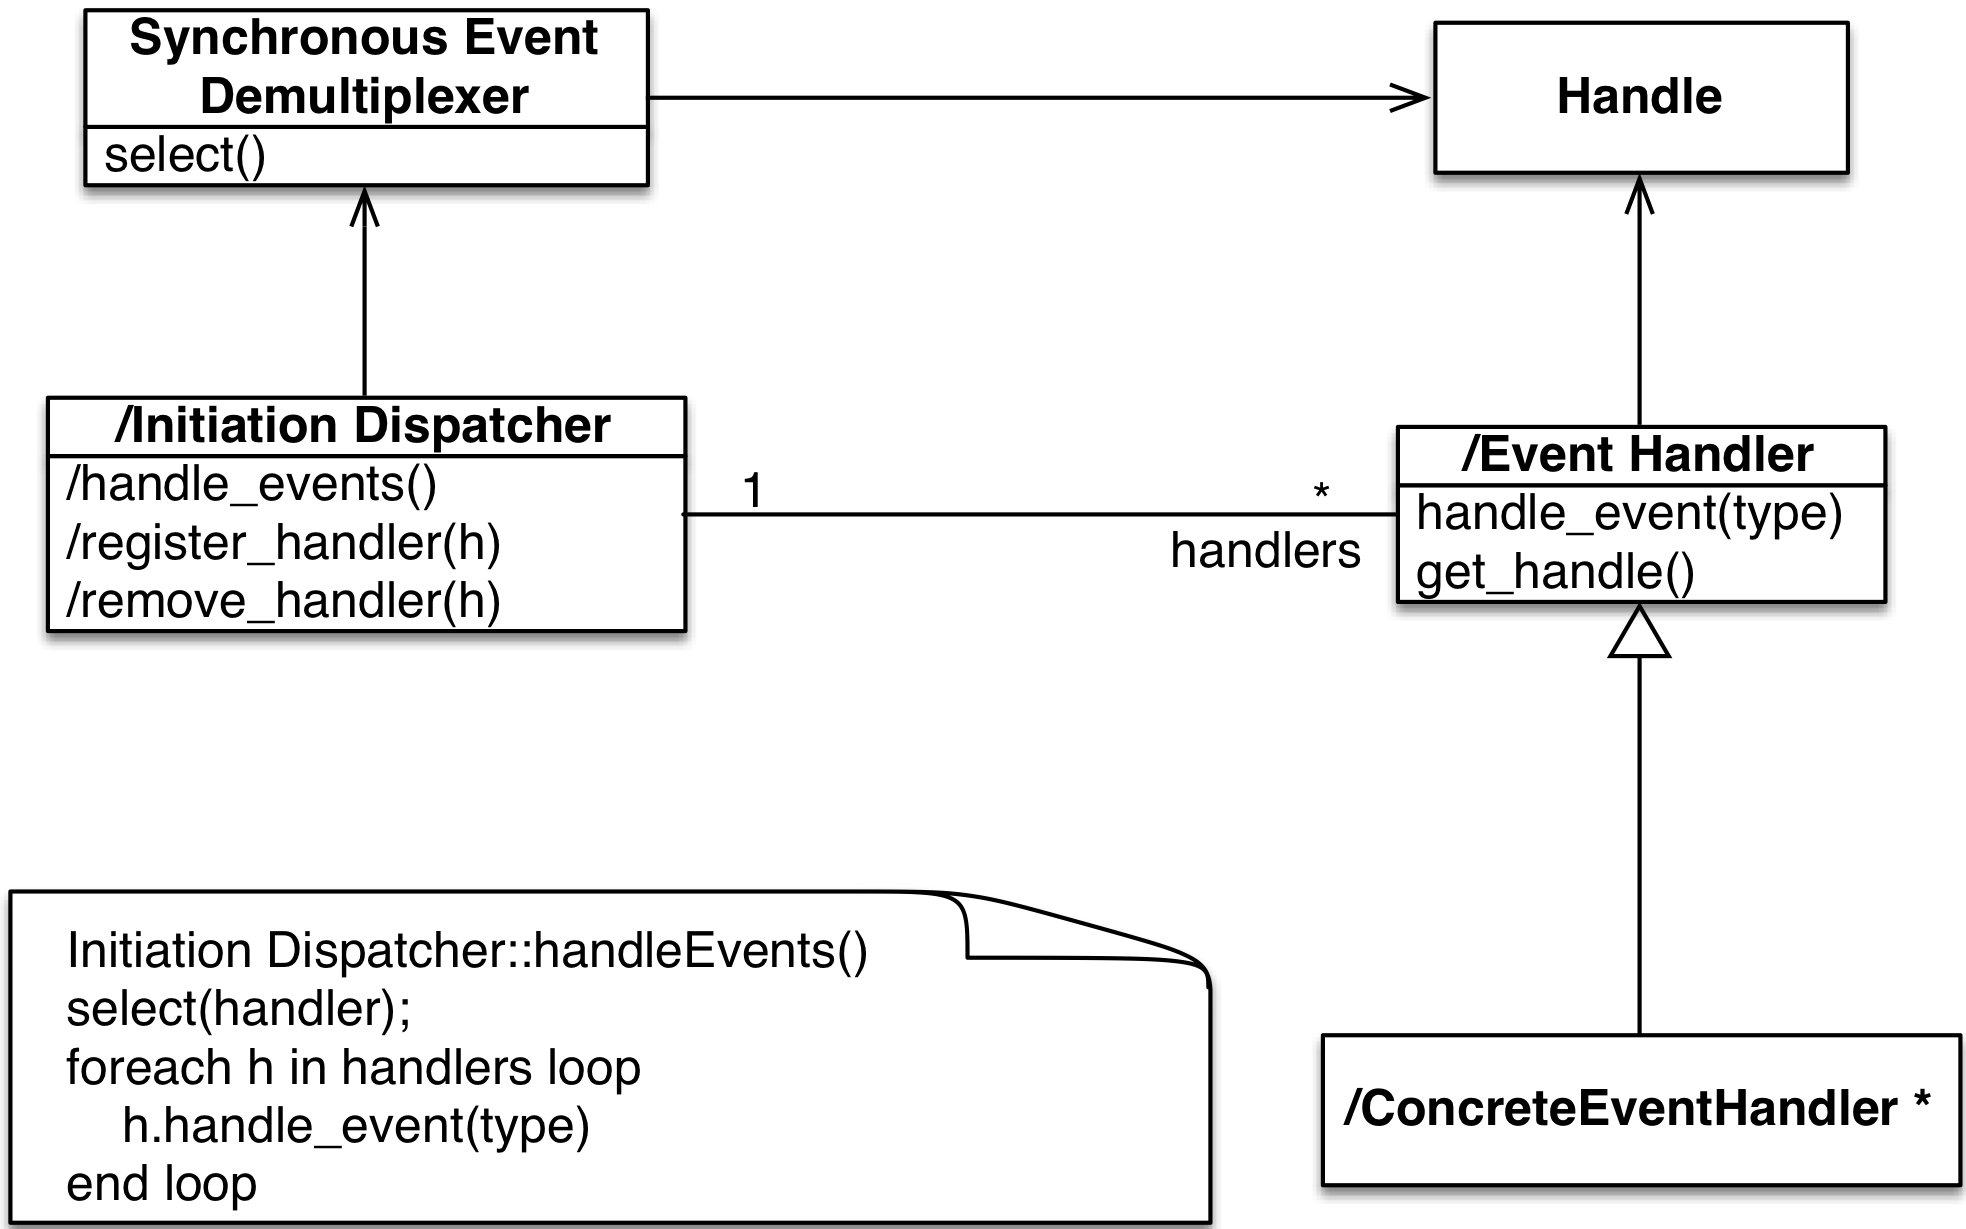 Synchronous Event
Demultiplexer
select()
Handle
/Initiation Dispatcher
/handle_events()
/register_handler(h)
/remove_handler(h)
1
*
handlers
/Event Handler
handle_event(type)
get_handle()
Initiation Dispatcher::handleEvents()
select(handler);
foreach h in handlers loop
h.handle_event(type)
end loop
/ConcreteEventHandler *